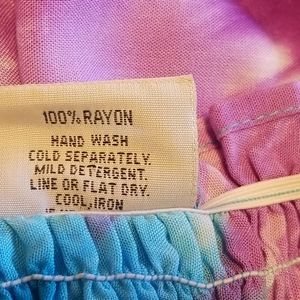 100% RAYON
HAND WASH
COLD SEPARATELY.
MILD DETERGENT.
LINE OR FLAT DRY.
COOL, IRON